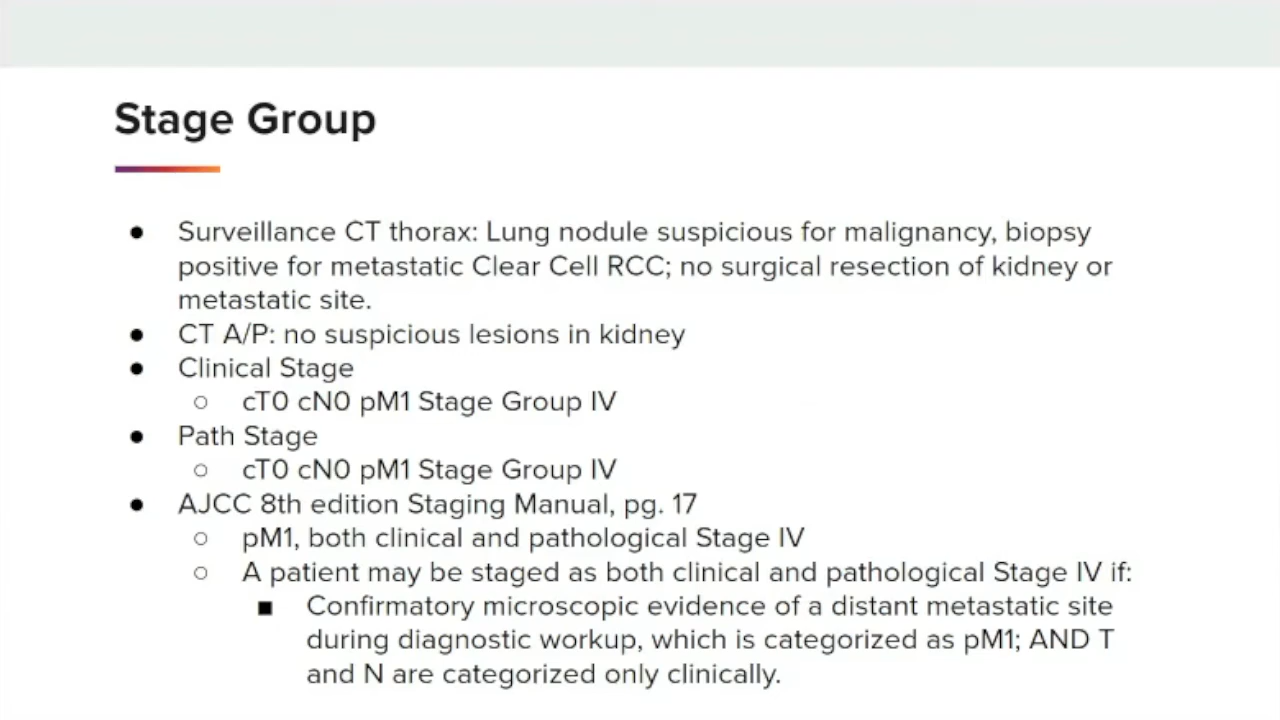 Stage Group
● Surveillance CT thorax: Lung nodule suspicious for malignancy, biopsy
positive for metastatic Clear Cell RCC; no surgical resection of kidney or
metastatic site.
● CT A/P: no suspicious lesions in kidney
● Clinical Stage
○ cT0 cN0 pM1 Stage Group IV
● Path Stage
○ cT0 cN0 pM1 Stage Group IV
● AJCC 8th edition Staging Manual, pg. 17
○ pM1, both clinical and pathological Stage IV
○ A patient may be staged as both clinical and pathological Stage IV if:
■ Confirmatory microscopic evidence of a distant metastatic site
during diagnostic workup, which is categorized as pM1; AND T
and N are categorized only clinically.